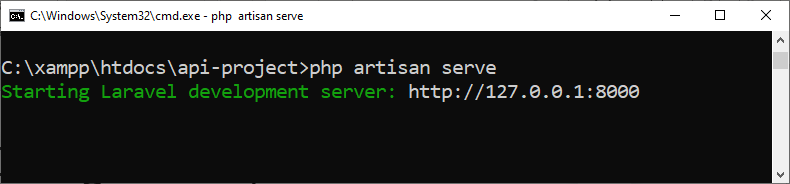 C:\Windows\System32\cmd.exe - php  artisan serve
C:\xampp\htdocs\api-project>php artisan serve
Starting Laravel development server: http://127.0.0.1:8000